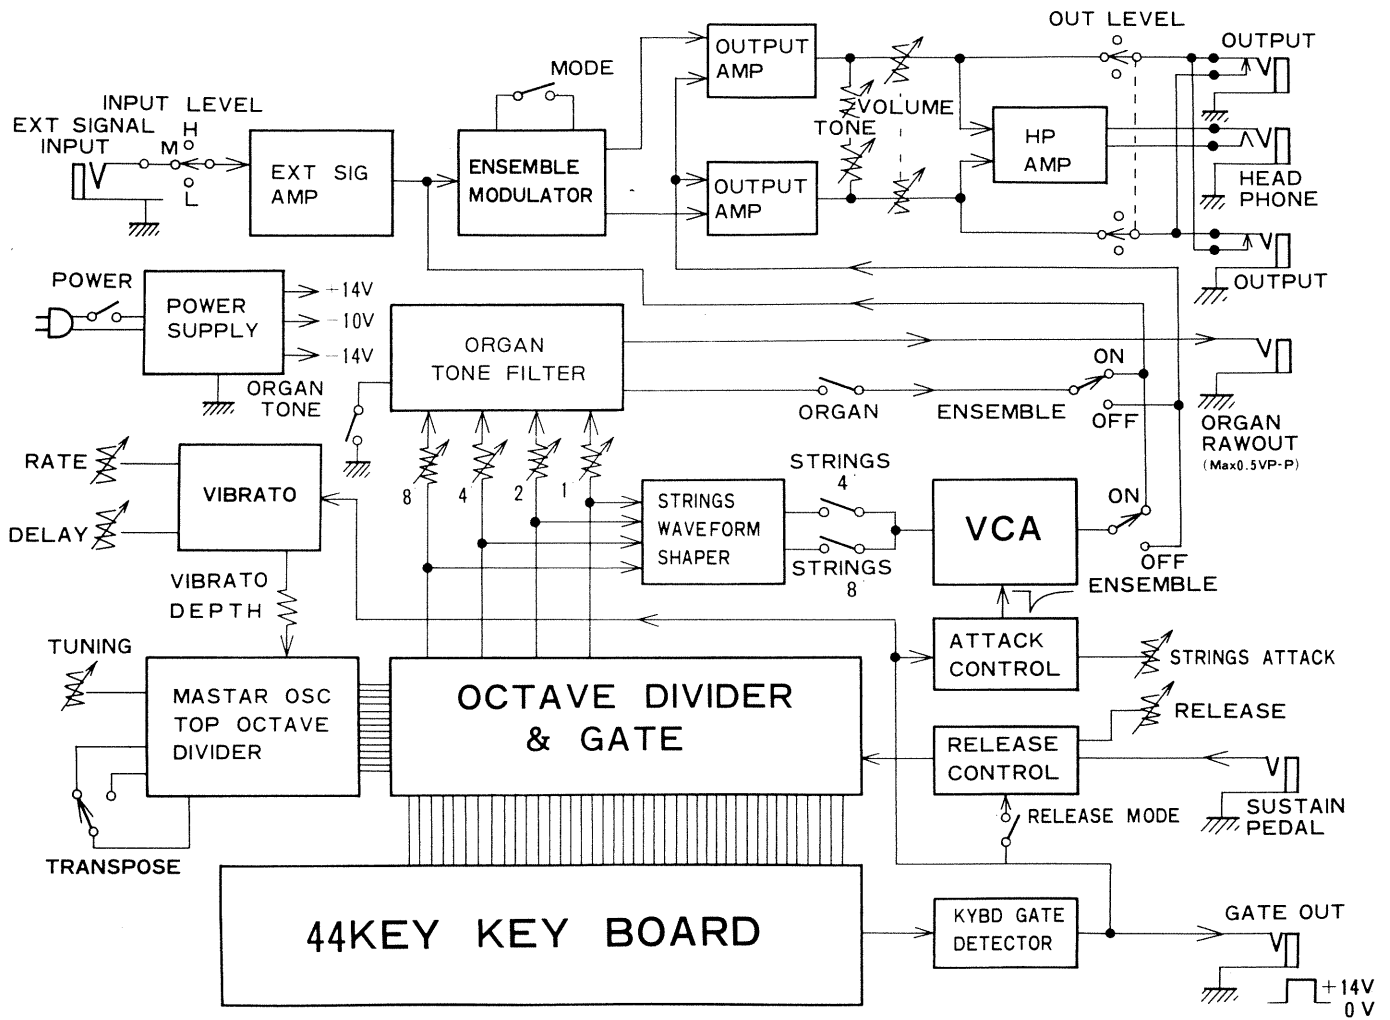 OUT LEVEL
OUTPUT
OUTPUT
AMP
MODE
INPUT LEVEL
EXT SIGNAL
INPUT
H
M
L
VOLUME
TONE
EXT SIG
AMP
ENSEMBLE
MODULATOR
HP
AMP
OUTPUT
AMP
HEAD
PHONE
OUTPUT
POWER
POWER
SUPPLY
+14V
-10V
-14V
ORGAN
TONE
ORGAN
TONE FILTER
ORGAN
ENSEMBLE
ON
OFF
ORGAN
RAWOUT
(Max0.5VP-P)
RATE
DELAY
VIBRATO
8
4
2
1
STRINGS
4
STRINGS
WAVEFORM
SHAPER
STRINGS
8
VCA
ON
OFF
ENSEMBLE
VIBRATO
DEPTH
TUNING
MASTAR OSC
TOP OCTAVE
DIVIDER
TRANSPOSE
OCTAVE DIVIDER
& GATE
ATTACK
CONTROL
STRINGS ATTACK
RELEASE
RELEASE
CONTROL
RELEASE MODE
SUSTAIN
PEDAL
44KEY KEY BOARD
KYBD GATE
DETECTOR
GATE OUT
+14V
0V